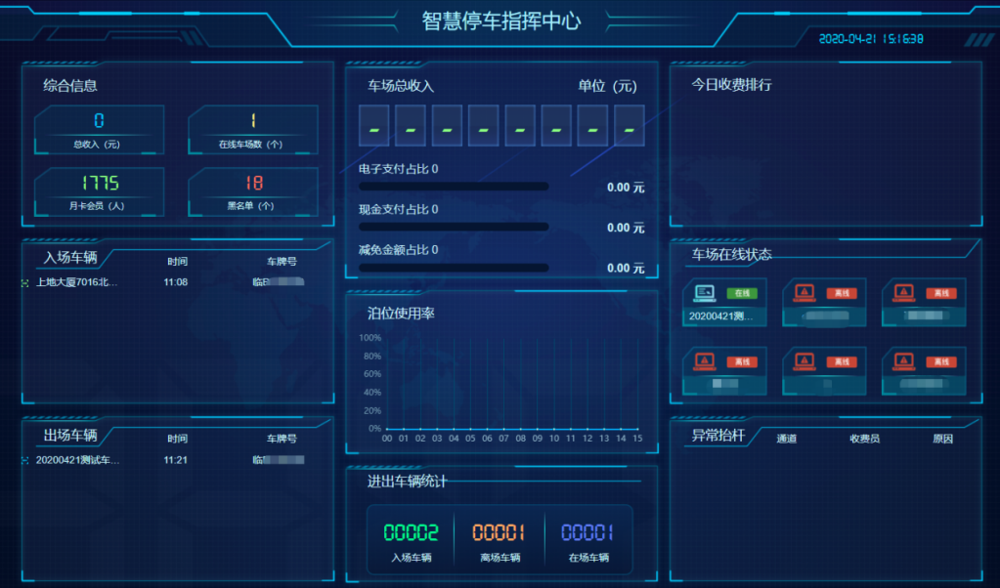 智慧停车指挥中心
2020-04-21 15:16:38
综合信息
0
总收入（元）
1
在线车场数（个）
1775
月卡会员（人）
18
黑名单（个）
入场车辆 时间 车牌号
上地大厦7016北... 11:08 临
出场车辆 时间 车牌号
20200421测试车... 11:21 临
车场总收入 单位（元）
- - - - - - - -
电子支付占比 0
0.00 元
现金支付占比 0
0.00 元
减免金额占比 0
0.00 元
泊位使用率
100%
80%
60%
40%
20%
0%
00 01 02 03 04 05 06 07 08 09 10 11 12 13 14 15
进出车辆统计
00002 00001 00001
入场车辆 离场车辆 在场车辆
今日收费排行
车场在线状态
在线 离线 离线
20200421测...
离线 离线 离线
异常抬杆 通道 收费员 原因